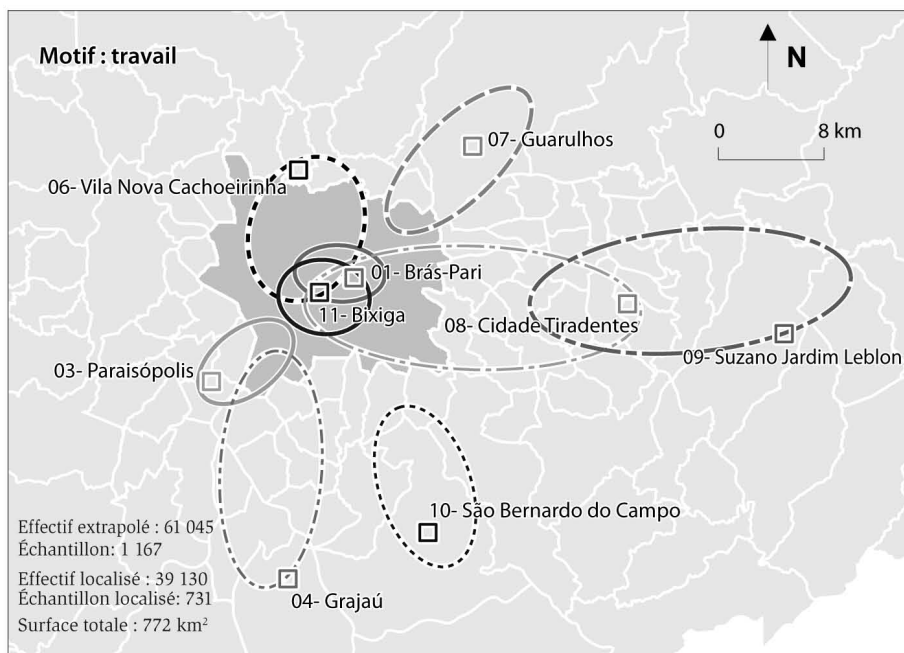 Motif : travail
N
0 8 km
07- Guarulhos
06- Vila Nova Cachoeirinha
01- Brás-Pari
11- Bixiga
08- Cidade Tiradentes
09- Suzano Jardim Leblon
03- Paraisópolis
10- São Bernardo do Campo
Effectif extrapolé : 61 045
Échantillon: 1 167
Effectif localisé : 39 130
Échantillon localisé: 731
04- Grajaú
Surface totale : 772 km²